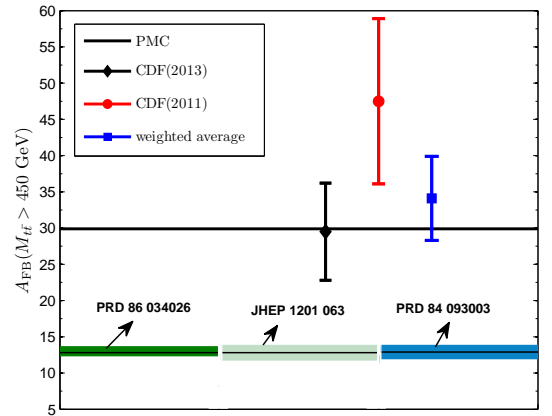 60
55
50
45
40
35
30
25
20
15
10
5
A_FB(M_tt̄ > 450 GeV)
PMC
CDF(2013)
CDF(2011)
weighted average
PRD 86 034026
JHEP 1201 063
PRD 84 093003